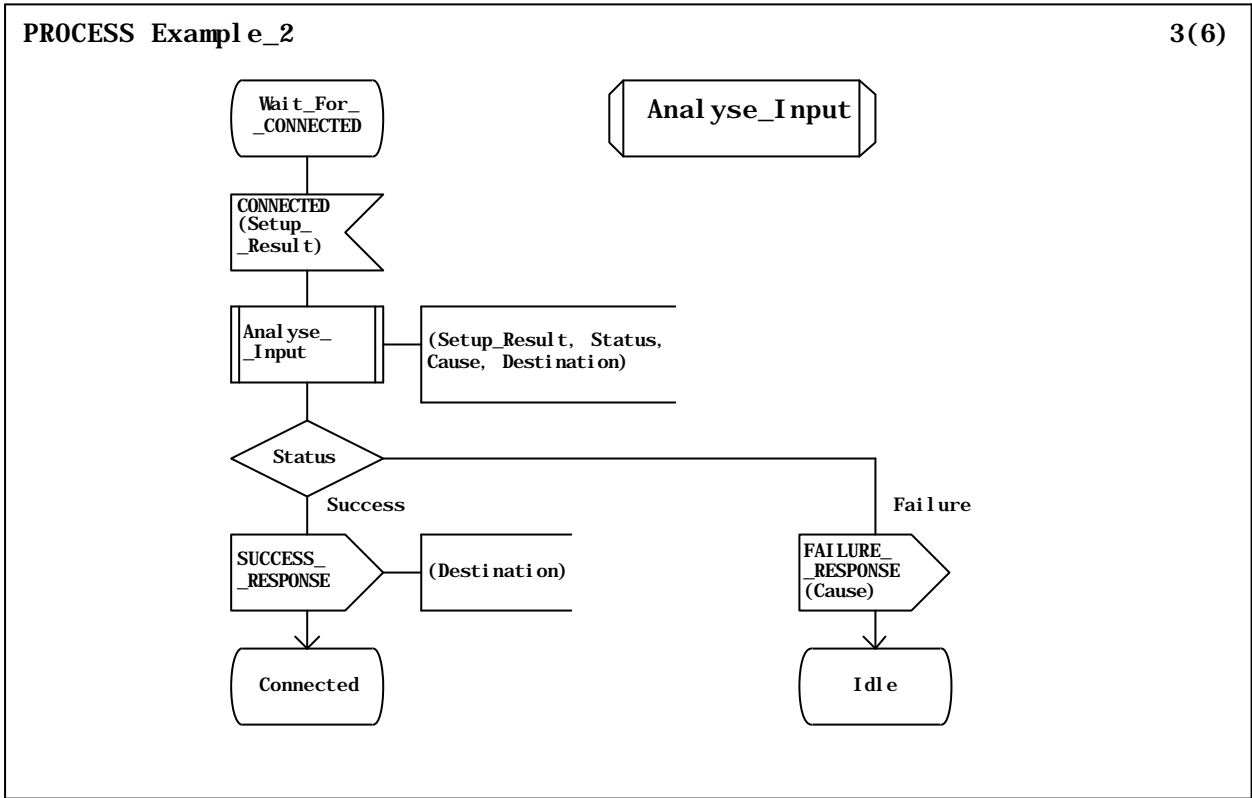 PROCESS Example_2
3(6)
Wait_For_
_CONNECTED
Analyse_Input
CONNECTED
(Setup_
_Result)
Analyse_
_Input
(Setup_Result, Status,
Cause, Destination)
Status
Success
Failure
SUCCESS_
_RESPONSE
(Destination)
FAILURE_
_RESPONSE
(Cause)
Connected
Idle